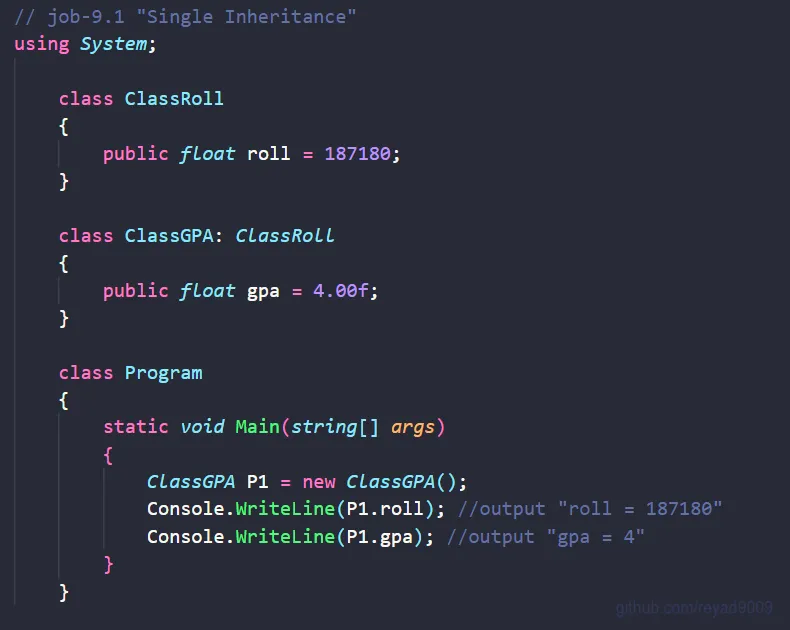 // job-9.1 "Single Inheritance"
using System;
class ClassRoll
{
public float roll = 187180;
}
class ClassGPA: ClassRoll
{
public float gpa = 4.00f;
}
class Program
{
static void Main(string[] args)
{
ClassGPA P1 = new ClassGPA();
Console.WriteLine(P1.roll); //output "roll = 187180"
Console.WriteLine(P1.gpa); //output "gpa = 4"
}
}
github.com/reyad9009